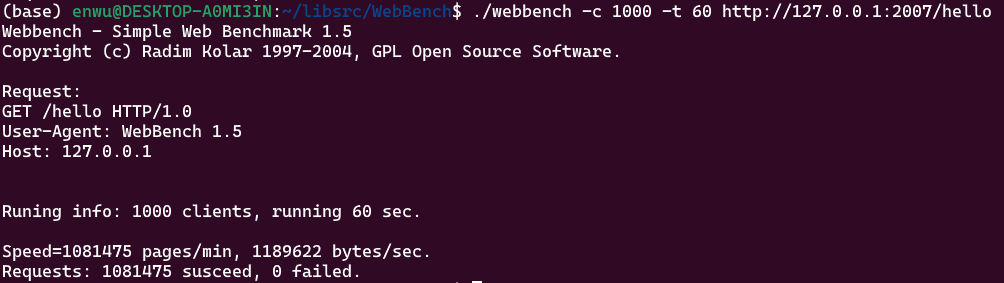 (base) enwu@DESKTOP-A0MI3IN:~/libsrc/WebBench$ ./webbench -c 1000 -t 60 http://127.0.0.1:2007/hello
Webbench - Simple Web Benchmark 1.5
Copyright (c) Radim Kolar 1997-2004, GPL Open Source Software.
Request:
GET /hello HTTP/1.0
User-Agent: WebBench 1.5
Host: 127.0.0.1
Runing info: 1000 clients, running 60 sec.
Speed=1081475 pages/min, 1189622 bytes/sec.
Requests: 1081475 susceed, 0 failed.